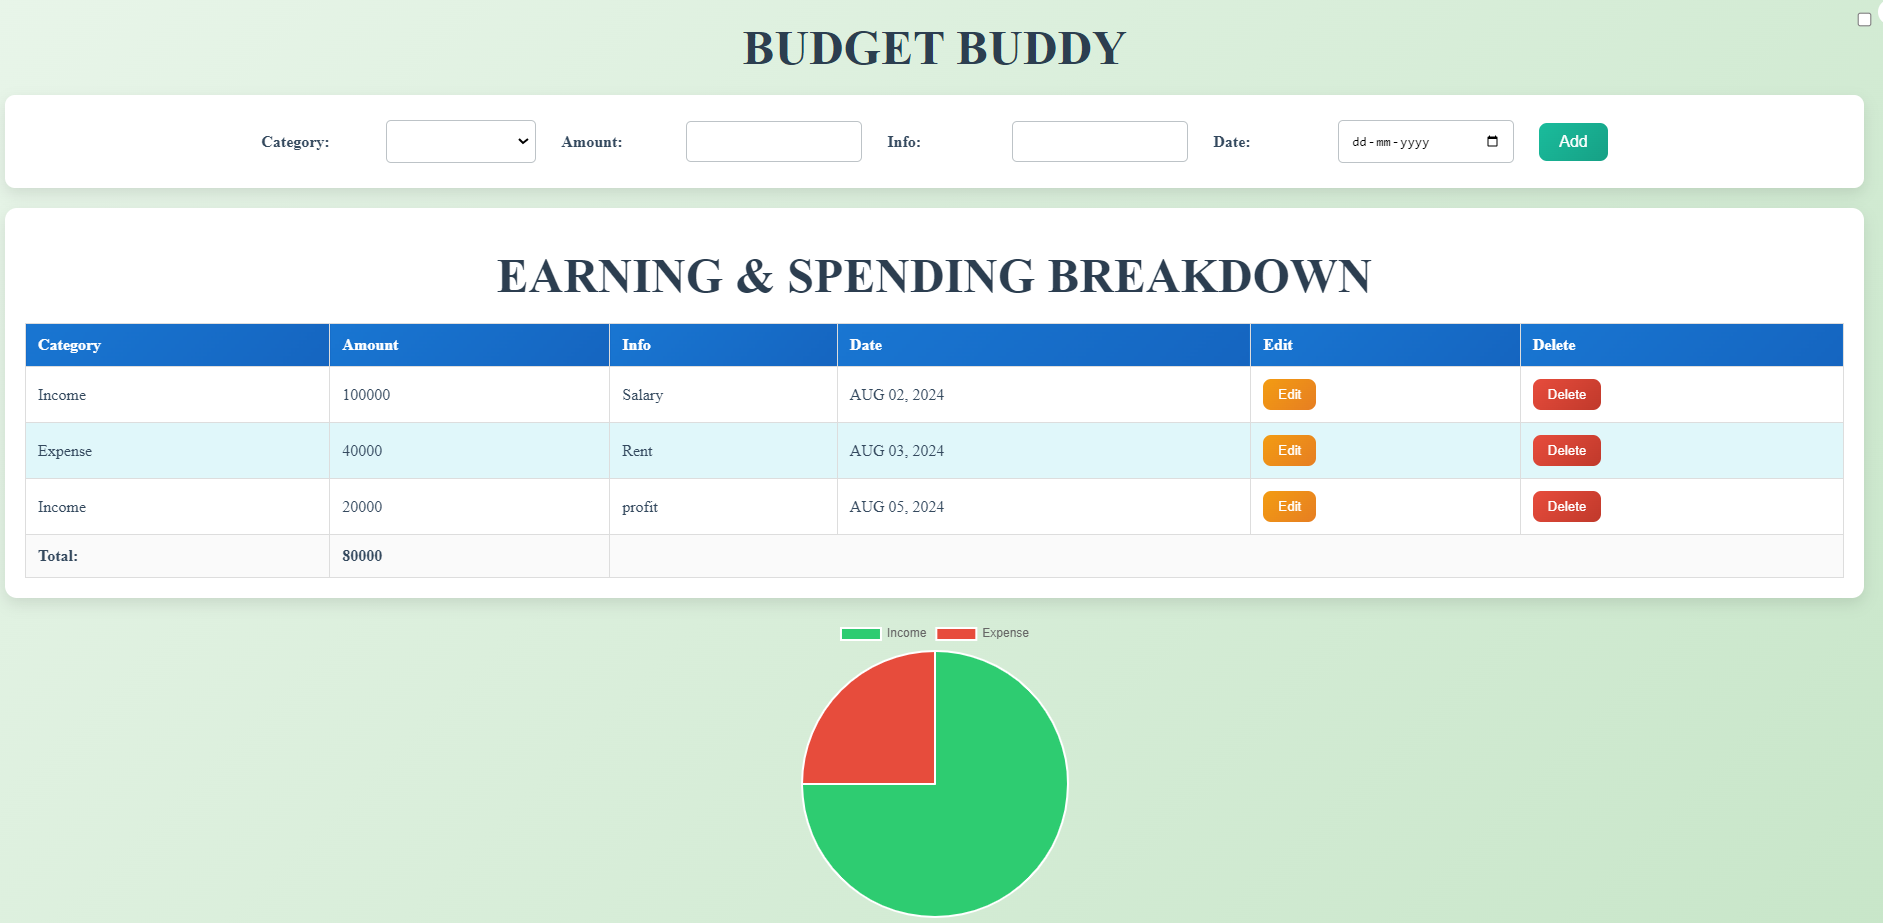 BUDGET BUDDY
Category: Amount: Info: Date: dd-mm-yyyy Add
EARNING & SPENDING BREAKDOWN
Category Amount Info Date Edit Delete
Income 100000 Salary AUG 02, 2024 Edit Delete
Expense 40000 Rent AUG 03, 2024 Edit Delete
Income 20000 profit AUG 05, 2024 Edit Delete
Total: 80000
Income Expense